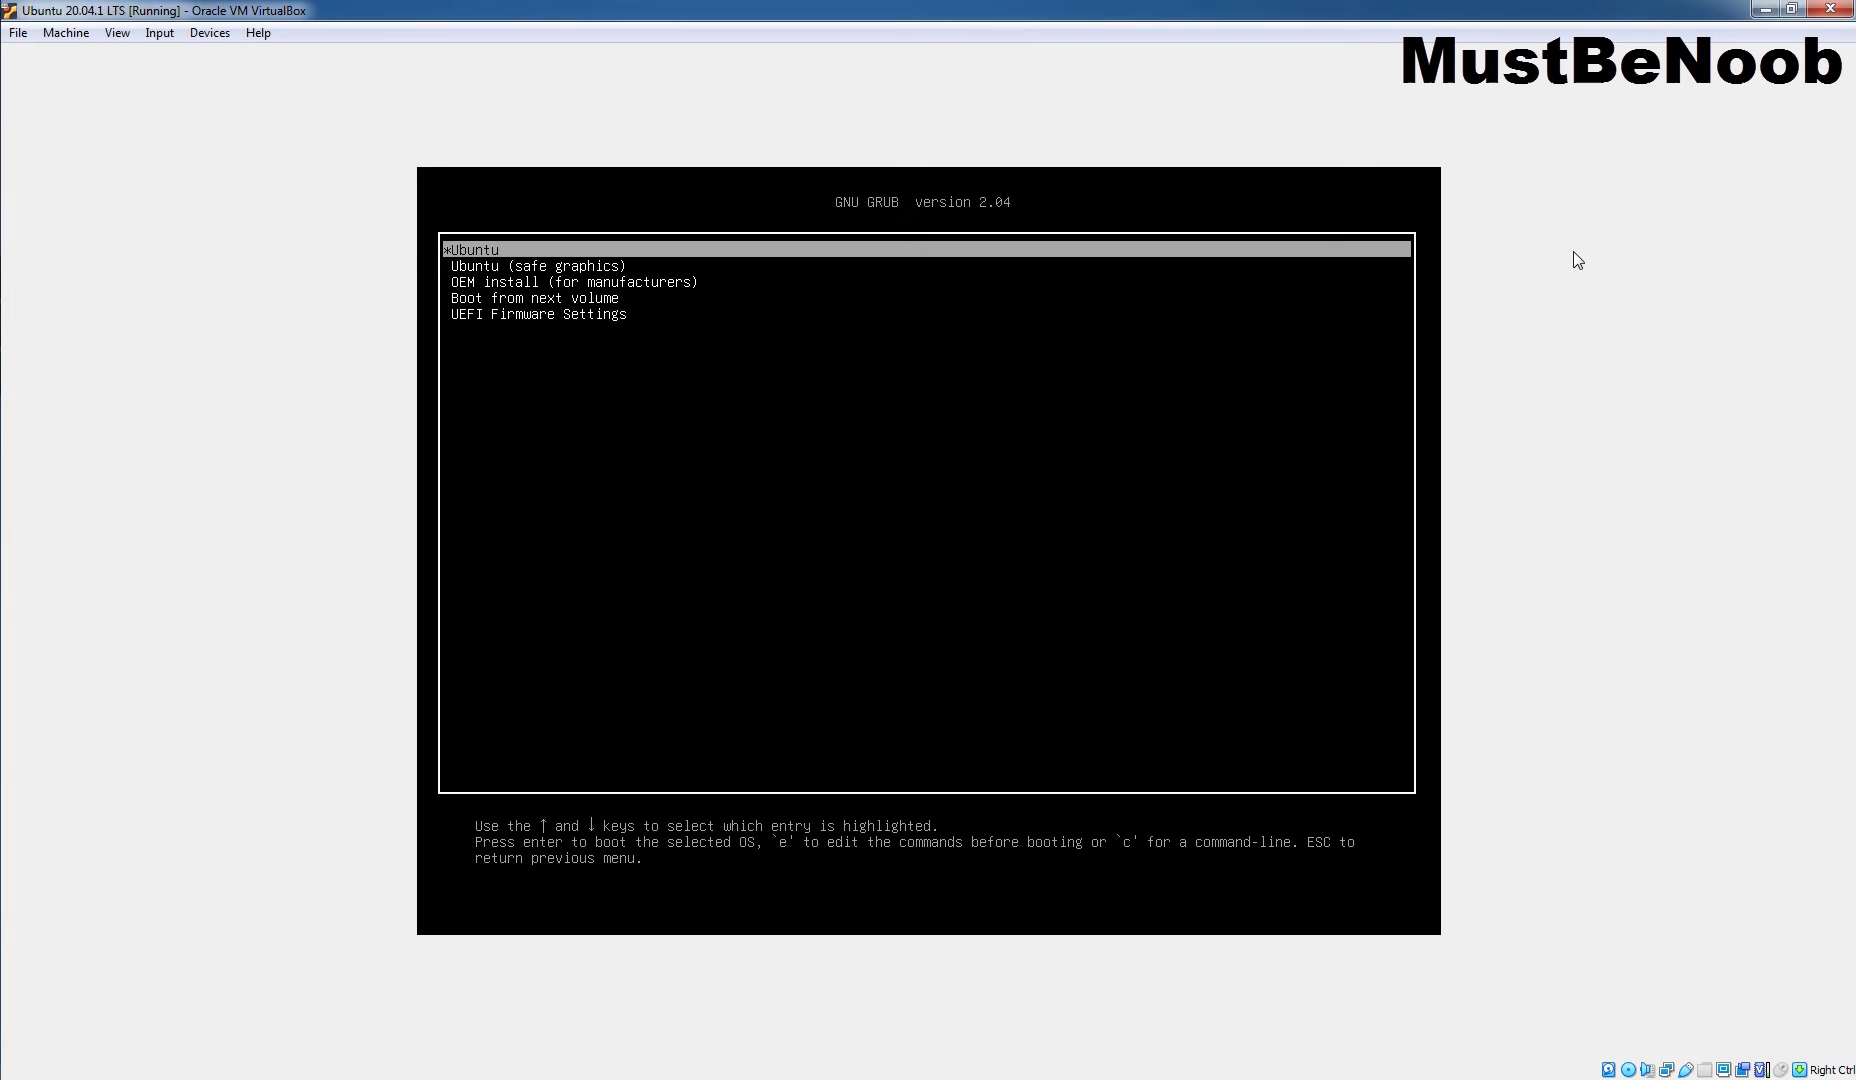 Ubuntu 20.04.1 LTS [Running] - Oracle VM VirtualBox
File Machine View Input Devices Help
MustBeNoob
GNU GRUB version 2.04
*Ubuntu
Ubuntu (safe graphics)
OEM install (for manufacturers)
Boot from next volume
UEFI Firmware Settings
Use the ↑ and ↓ keys to select which entry is highlighted.
Press enter to boot the selected OS, `e' to edit the commands before booting or `c' for a command-line. ESC to
return previous menu.
Right Ctrl